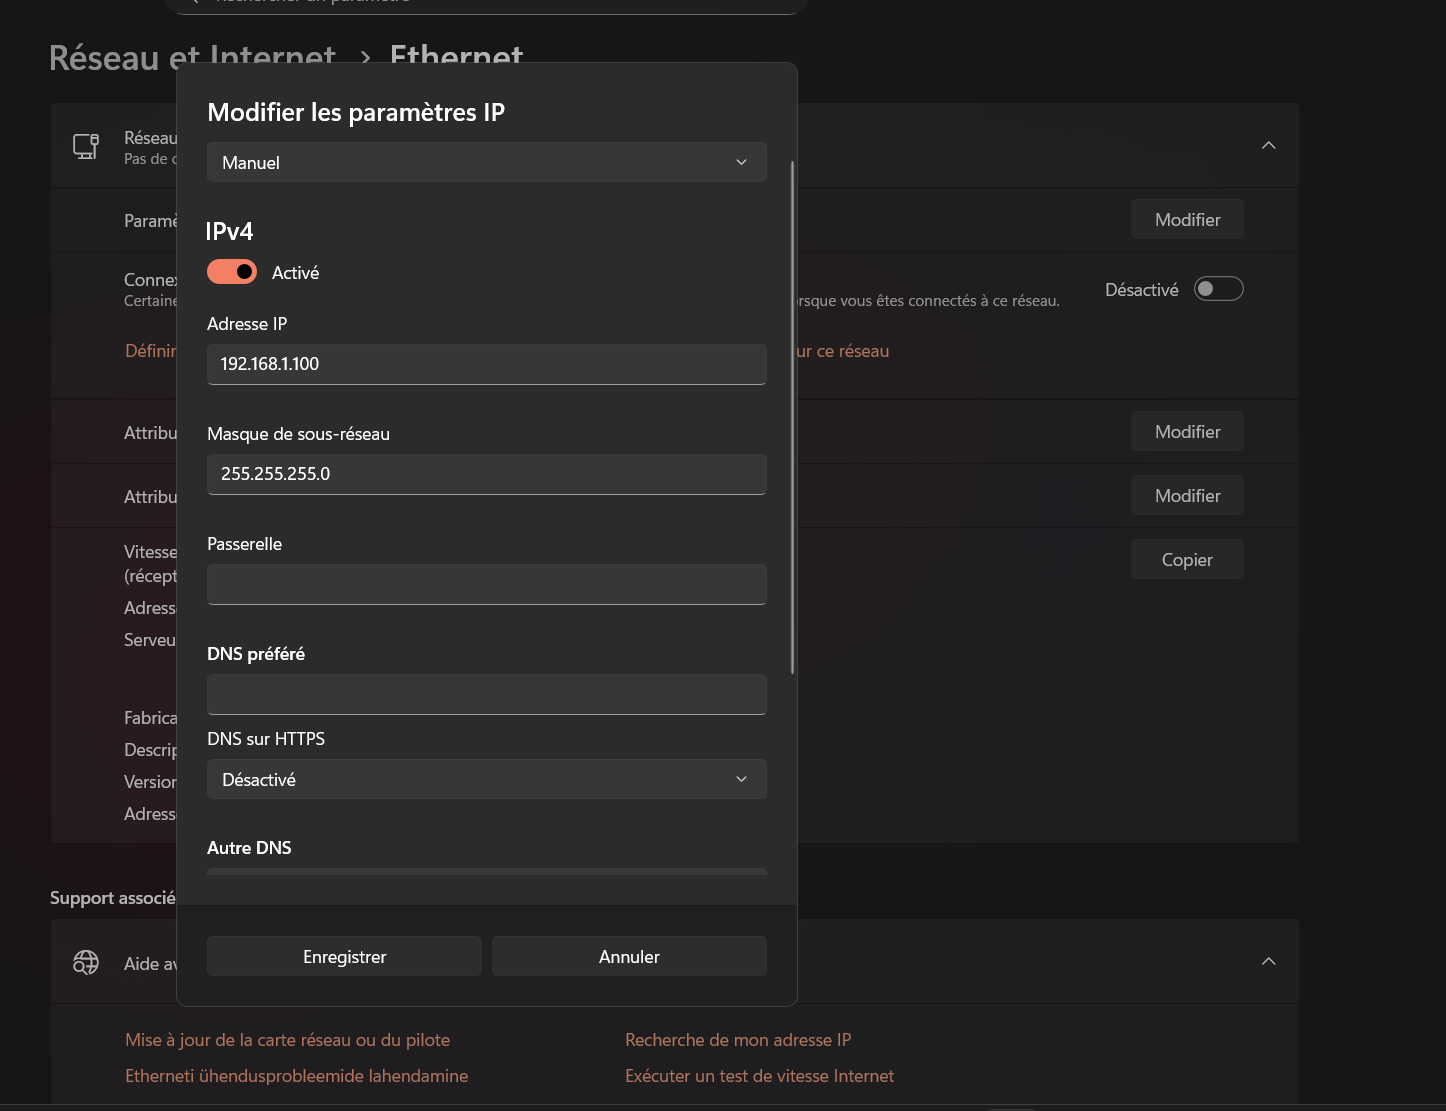 Réseau et Internet > Ethernet
Modifier les paramètres IP
Manuel
IPv4
Activé
Adresse IP
192.168.1.100
Masque de sous-réseau
255.255.255.0
Passerelle
DNS préféré
DNS sur HTTPS
Désactivé
Autre DNS
Enregistrer
Annuler
Réseau
Pas de c
Paramè
Modifier
Connex
Certaine
rsque vous êtes connectés à ce réseau.
Désactivé
Définir
ur ce réseau
Attribu
Modifier
Attribu
Modifier
Vitesse
(récept
Copier
Adress
Serveu
Fabrica
Descrip
Version
Adress
Support associé
Aide av
Mise à jour de la carte réseau ou du pilote
Recherche de mon adresse IP
Etherneti ühendusprobleemide lahendamine
Exécuter un test de vitesse Internet